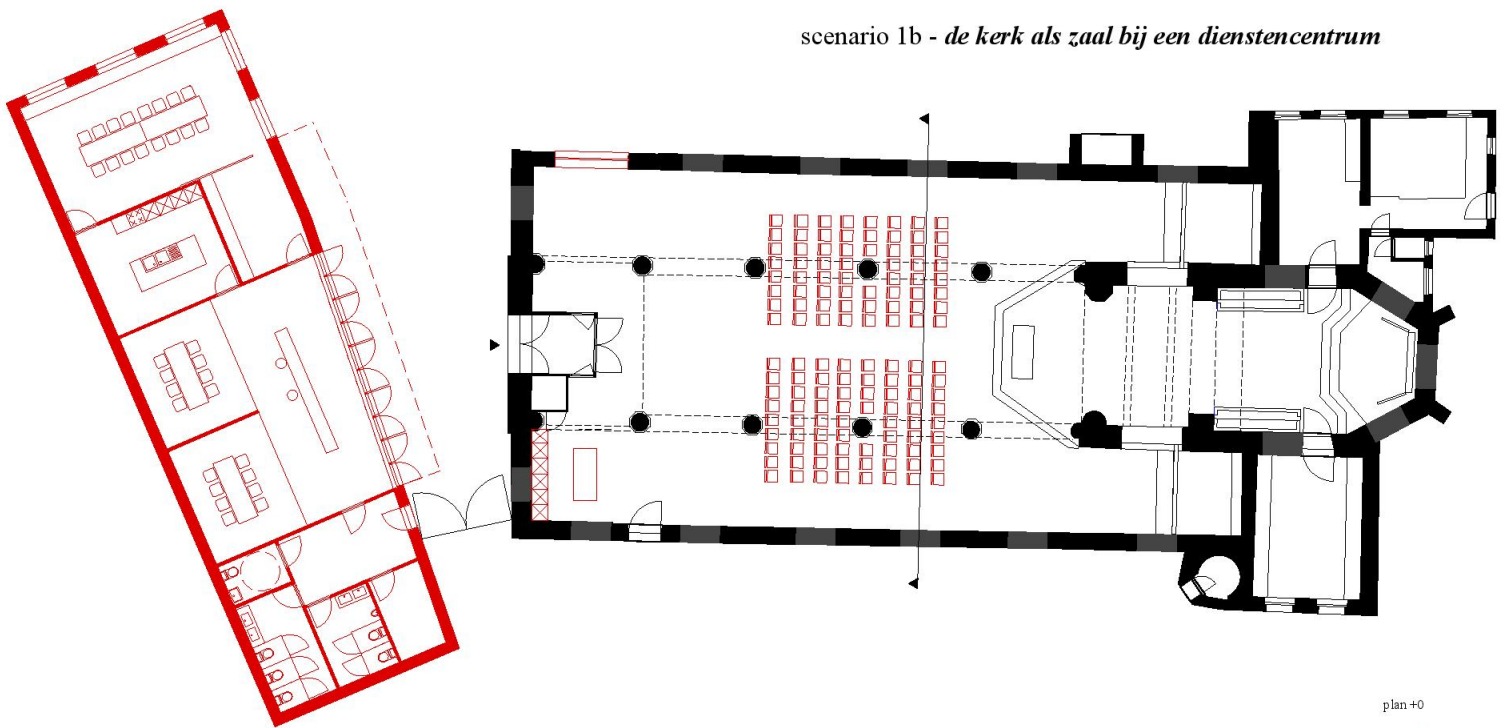 scenario 1b - de kerk als zaal bij een dienstencentrum
plan +0